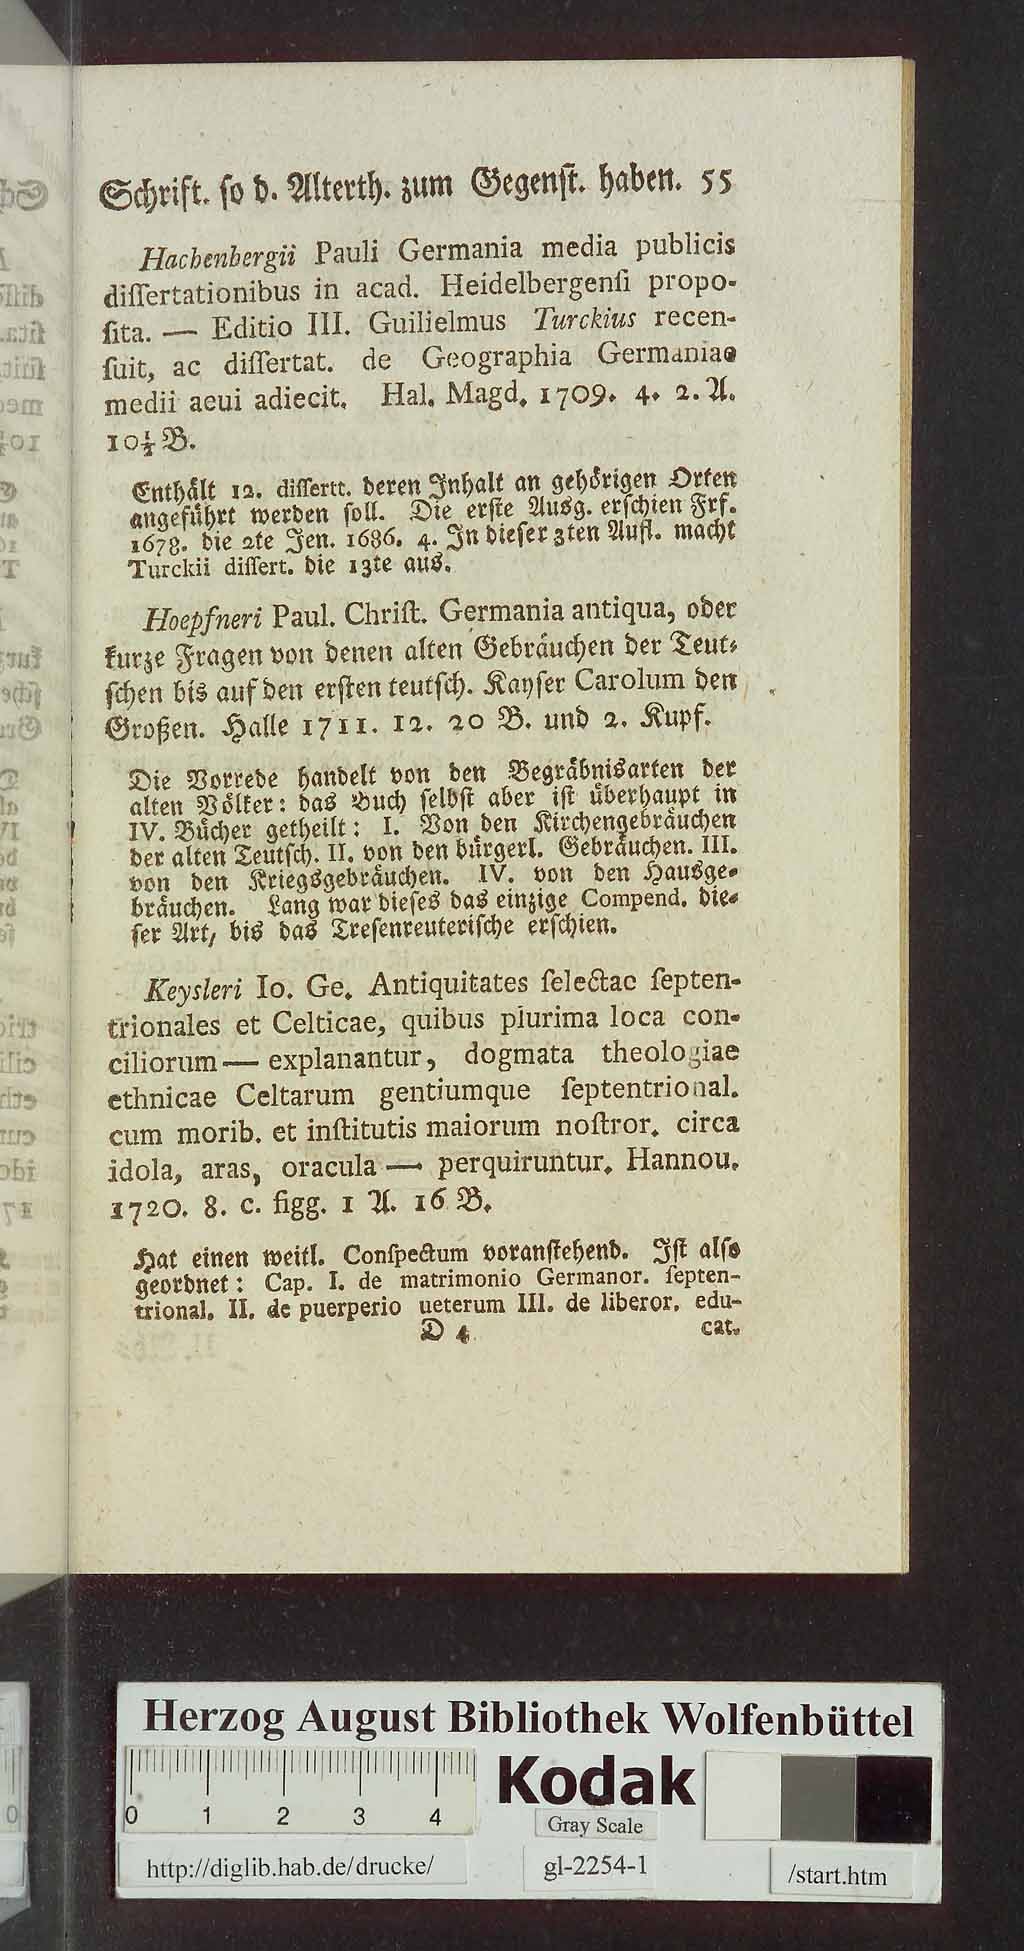 Schrift. ſo d. Alterth. zum Gegenſt. haben. 55
Hachenbergii Pauli Germania media publicis
diſſertationibus in acad. Heidelbergenſi propo-
ſita. — Editio III. Guilielmus Turckius recen-
ſuit, ac diſſertat. de Geographia Germaniae
medii aeui adiecit. Hal. Magd. 1709. 4. 2. A.
10½ B.
Enthält 12. diſſertt. deren Inhalt an gehörigen Orten
angeführt werden ſoll. Die erſte Ausg. erſchien Frf.
1678. die 2te Jen. 1686. 4. In dieſer 3ten Aufl. macht
Turckii diſſert. die 13te aus.
Hoepfneri Paul. Chriſt. Germania antiqua, oder
kurze Fragen von denen alten Gebräuchen der Teut-
ſchen bis auf den erſten teutſch. Kayſer Carolum den
Großen. Halle 1711. 12. 20 B. und 2. Kupf.
Die Vorrede handelt von den Begräbnisarten der
alten Völker: das Buch ſelbſt aber iſt überhaupt in
IV. Bücher getheilt: I. Von den Kirchengebräuchen
der alten Teutſch. II. von den bürgerl. Gebräuchen. III.
von den Kriegsgebräuchen. IV. von den Hausge-
bräuchen. Lang war dieſes das einzige Compend. die-
ſer Art, bis das Treſenreuteriſche erſchien.
Keysleri Io. Ge. Antiquitates ſelectae ſepten-
trionales et Celticae, quibus plurima loca con-
ciliorum — explanantur, dogmata theologiae
ethnicae Celtarum gentiumque ſeptentrional.
cum morib. et inſtitutis maiorum noſtror. circa
idola, aras, oracula — perquiruntur. Hannou.
1720. 8. c. figg. 1 A. 16 B.
Hat einen weitl. Conſpectum voranſtehend. Iſt alſo
geordnet: Cap. I. de matrimonio Germanor. ſepten-
trional. II. de puerperio ueterum III. de liberor. edu-
D 4 cat.
Herzog August Bibliothek Wolfenbüttel
0 1 2 3 4
Kodak
Gray Scale
http://diglib.hab.de/drucke/ gl-2254-1 /start.htm